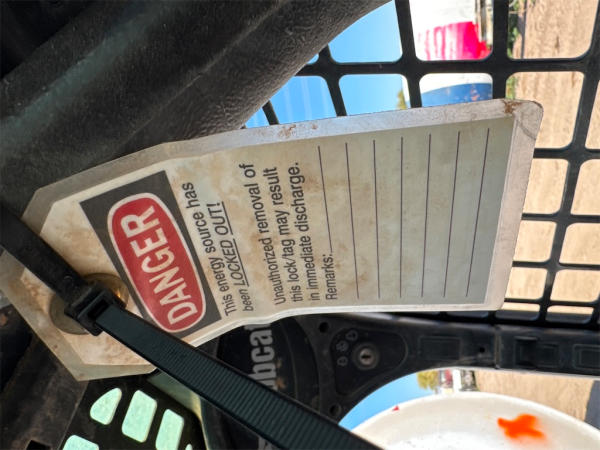 DANGER
This energy source has
been LOCKED OUT!
Unauthorized removal of
this lock/tag may result
in immediate discharge.
Remarks:
bobcat